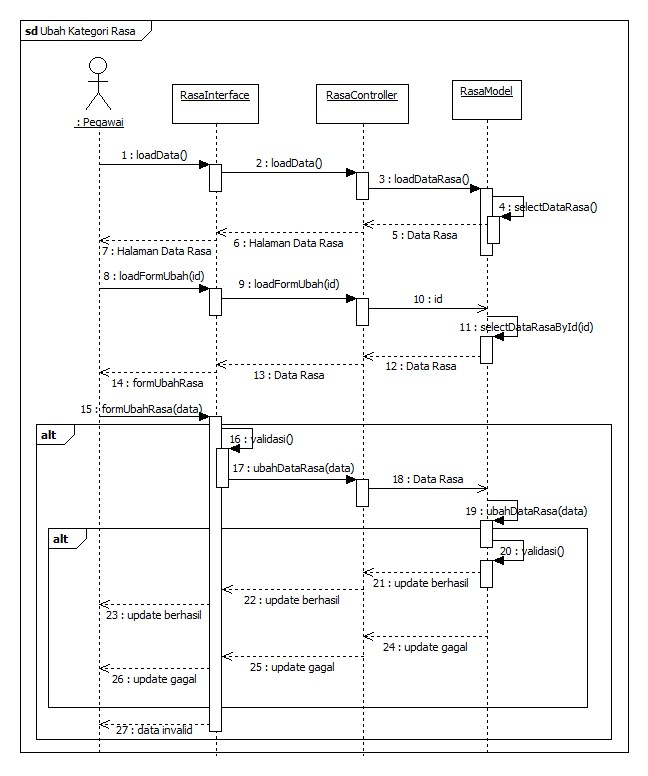 sd Ubah Kategori Rasa
: Pegawai
RasaInterface
RasaController
RasaModel
1 : loadData()
2 : loadData()
3 : loadDataRasa()
4 : selectDataRasa()
5 : Data Rasa
6 : Halaman Data Rasa
7 : Halaman Data Rasa
8 : loadFormUbah(id)
9 : loadFormUbah(id)
10 : id
11 : selectDataRasaById(id)
12 : Data Rasa
13 : Data Rasa
14 : formUbahRasa
15 : formUbahRasa(data)
alt
16 : validasi()
17 : ubahDataRasa(data)
18 : Data Rasa
19 : ubahDataRasa(data)
alt
20 : validasi()
21 : update berhasil
22 : update berhasil
23 : update berhasil
24 : update gagal
25 : update gagal
26 : update gagal
27 : data invalid